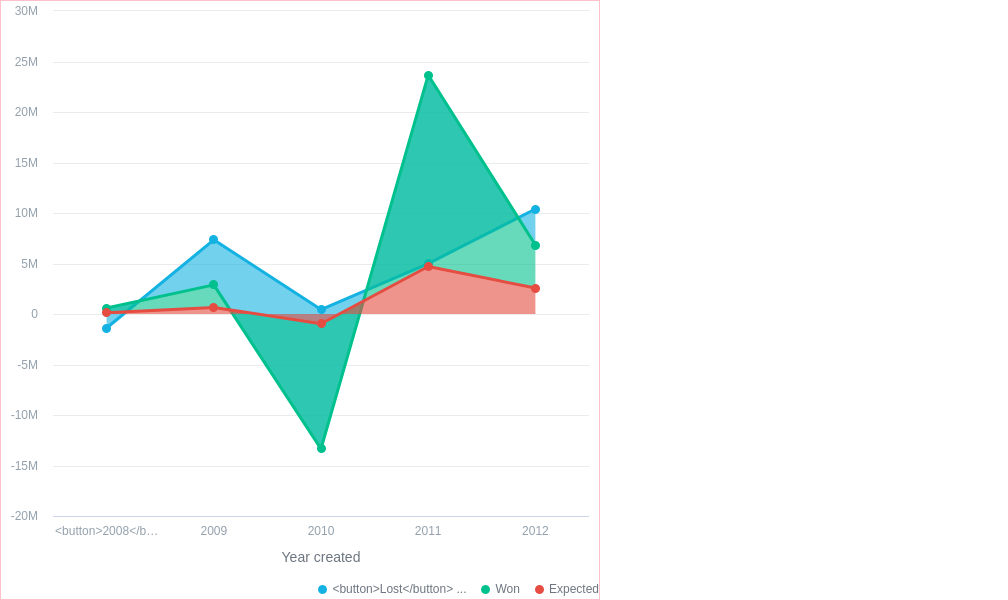 30M
25M
20M
15M
10M
5M
0
-5M
-10M
-15M
-20M
<button>2008</b… 2009 2010 2011 2012
Year created
<button>Lost</button> ... Won Expected